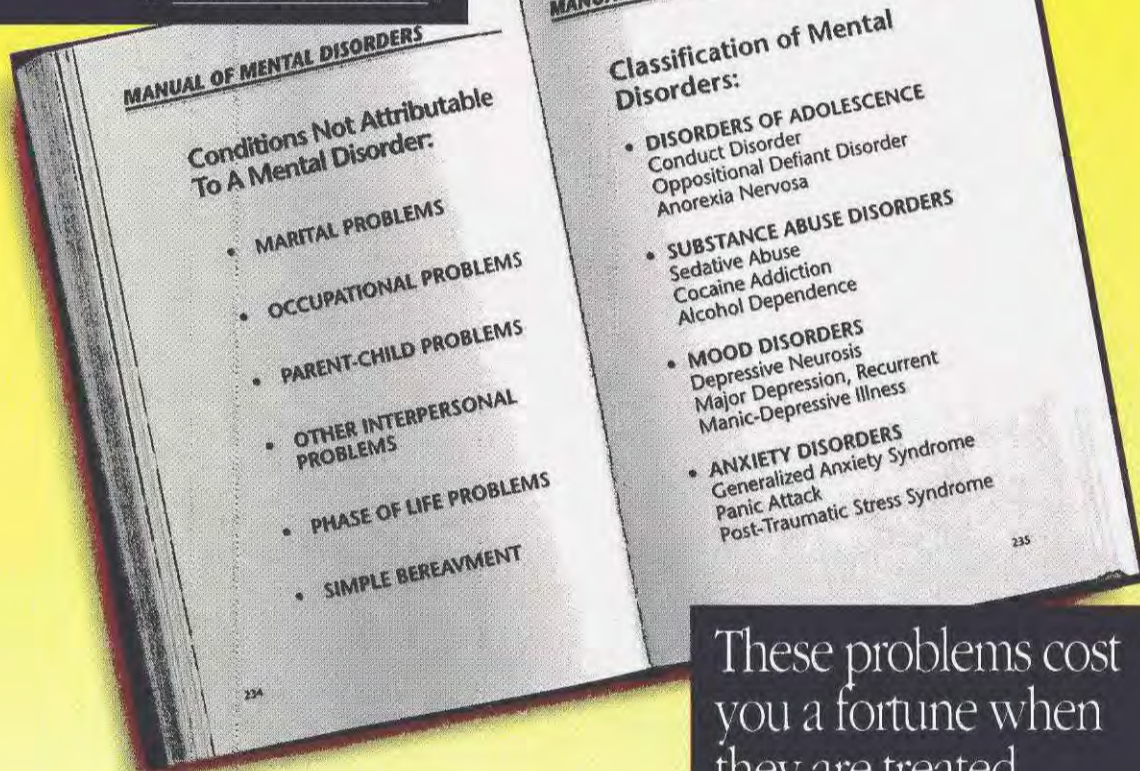 MANUAL OF MENTAL DISORDERS
Conditions Not Attributable
To A Mental Disorder:
• MARITAL PROBLEMS
• OCCUPATIONAL PROBLEMS
• PARENT-CHILD PROBLEMS
• OTHER INTERPERSONAL
PROBLEMS
• PHASE OF LIFE PROBLEMS
• SIMPLE BEREAVMENT
234
Classification of Mental
Disorders:
• DISORDERS OF ADOLESCENCE
Conduct Disorder
Oppositional Defiant Disorder
Anorexia Nervosa
• SUBSTANCE ABUSE DISORDERS
Sedative Abuse
Cocaine Addiction
Alcohol Dependence
• MOOD DISORDERS
Depressive Neurosis
Major Depression, Recurrent
Manic-Depressive Illness
• ANXIETY DISORDERS
Generalized Anxiety Syndrome
Panic Attack
Post-Traumatic Stress Syndrome
235
These problems cost
you a fortune when
they are treated